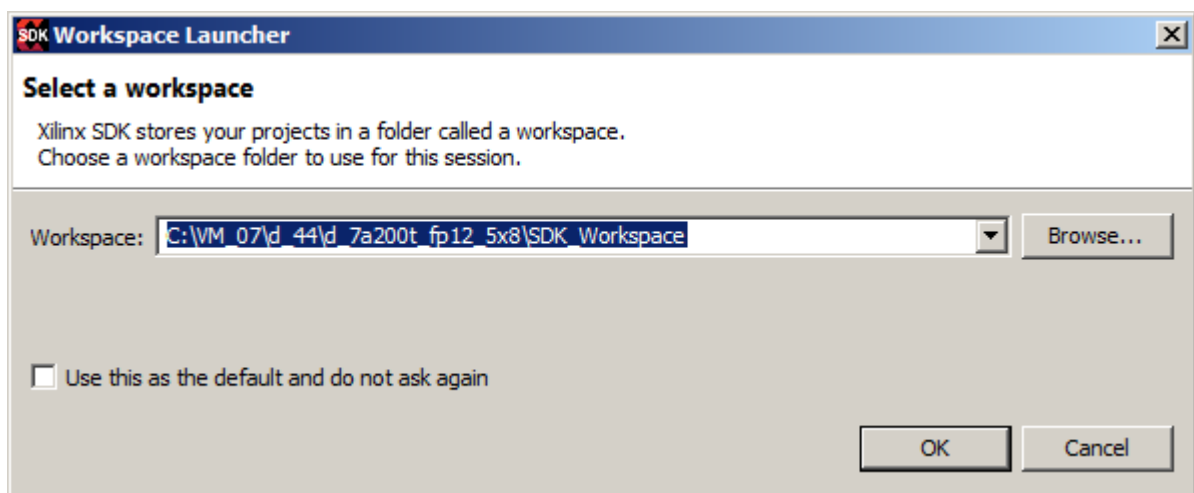 SDK Workspace Launcher
Select a workspace
Xilinx SDK stores your projects in a folder called a workspace.
Choose a workspace folder to use for this session.
Workspace: C:\VM_07\d_44\d_7a200t_fp12_5x8\SDK_Workspace Browse...
Use this as the default and do not ask again
OK Cancel